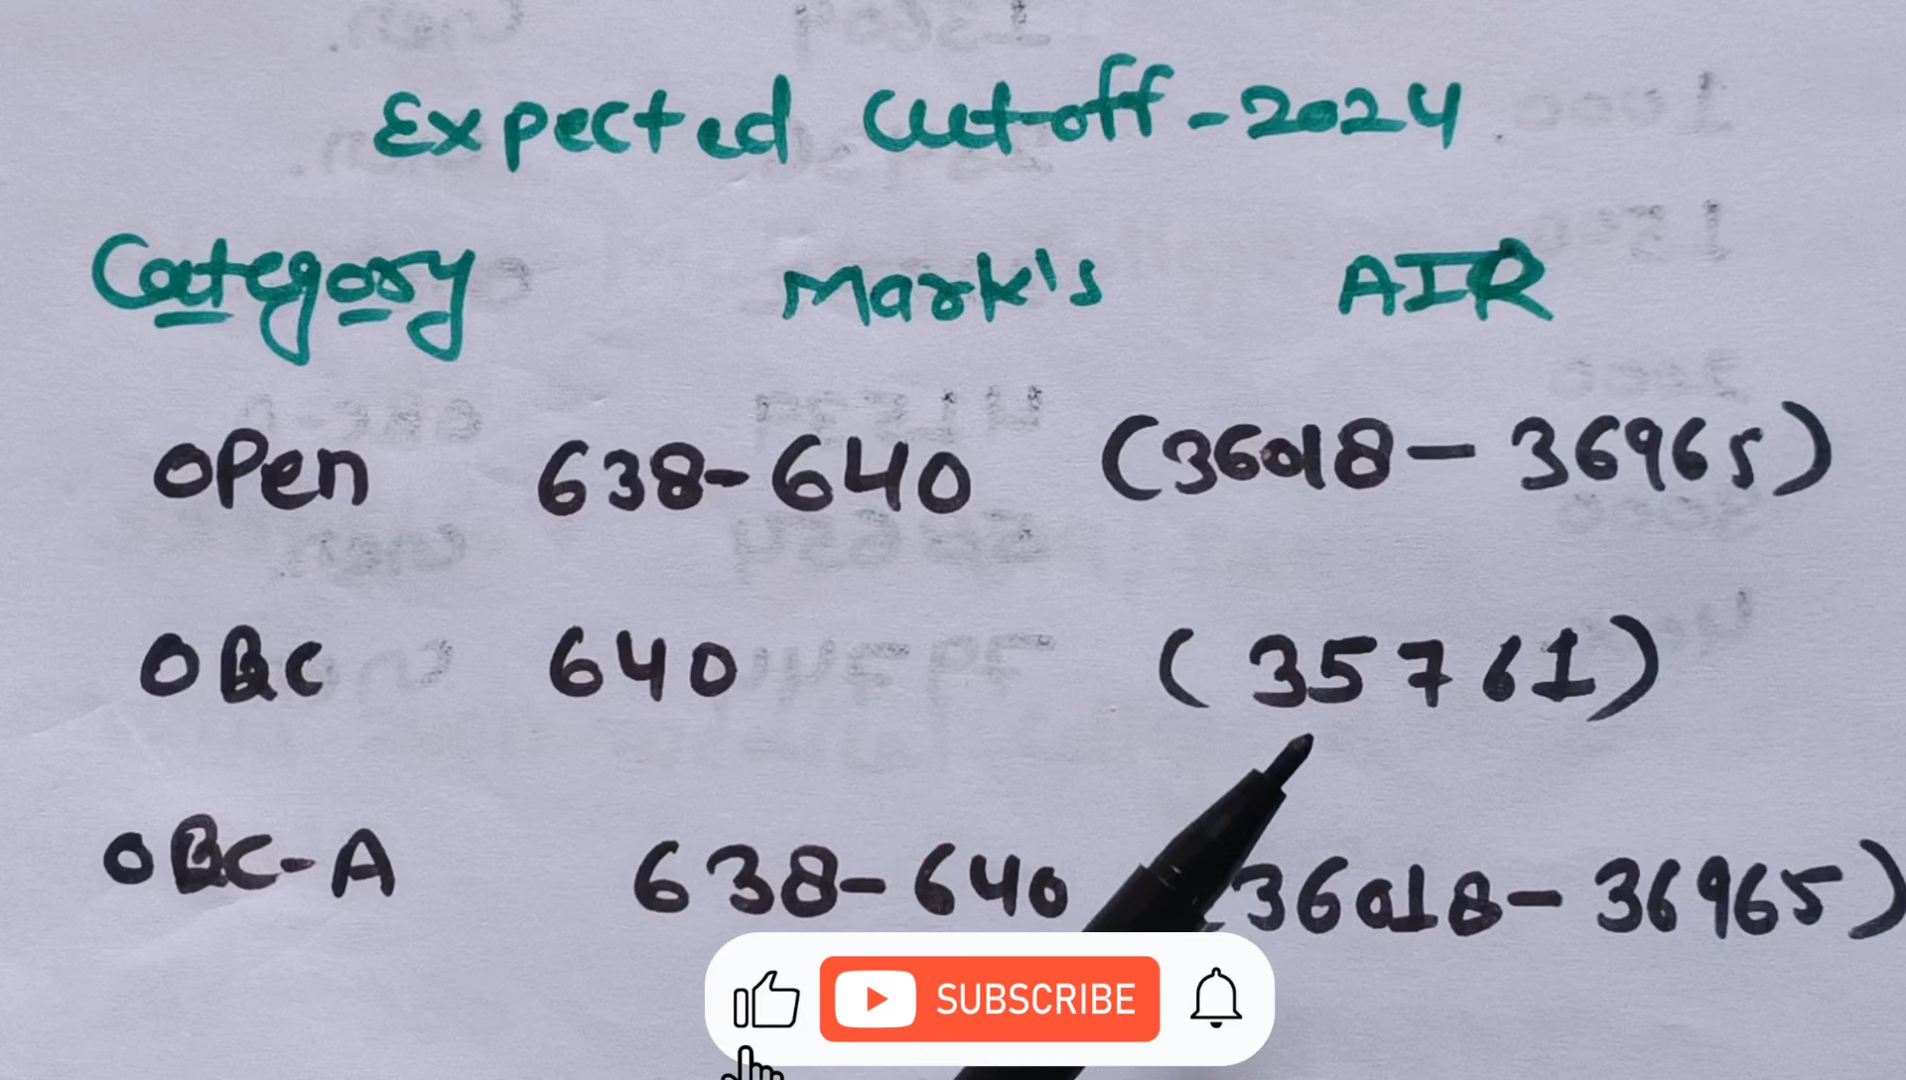 Expected Cut-off-2024
Category Mark's AIR
OPen 638-640 (36018-36965)
OBC 640 (35761)
OBC-A 638-640 (36018-36965)
SUBSCRIBE